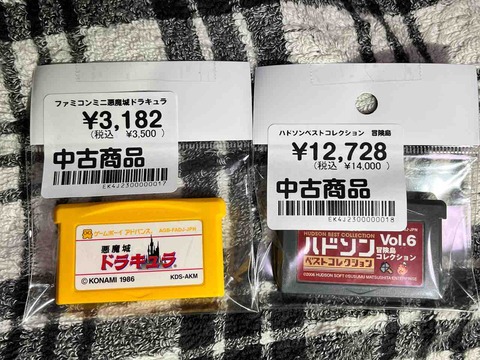 ファミコンミニ悪魔城ドラキュラ
¥3,182
(税込 ¥3,500 )
中古商品
EK4J2300000017
ゲームボーイ アドバンス AGB-FADJ-JPN
悪魔城
ドラキュラ
© KONAMI 1986
KDS-AKM
ハドソンベストコレクション 冒険島
¥12,728
(税込 ¥14,000 )
中古商品
EK4J2300000018
HUDSON BEST COLLECTION
ハドソン
ベストコレクション
Vol.6
冒険島
コレクション